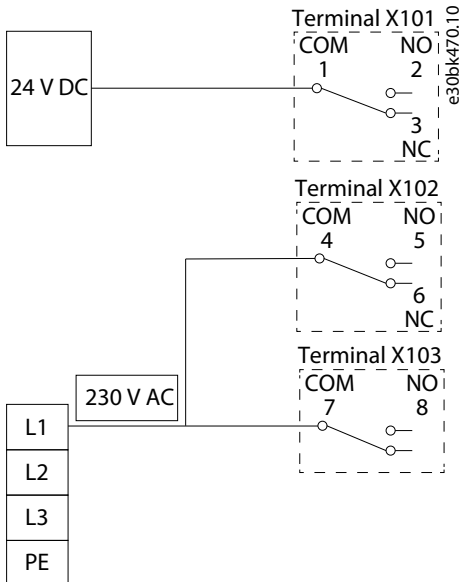 Terminal X101
COM NO
1 2
24 V DC
3
NC
e30bk470.10
Terminal X102
COM NO
4 5
6
NC
Terminal X103
COM NO
7 8
230 V AC
L1
L2
L3
PE